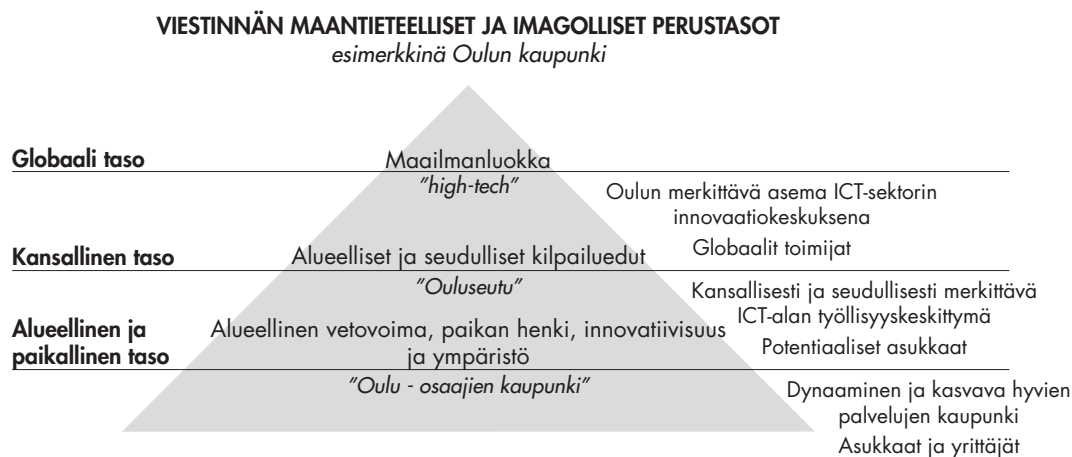 VIESTINNÄN MAANTIETEELLISET JA IMAGOLLISET PERUSTASOT
esimerkkinä Oulun kaupunki
Globaali taso
Maailmanluokka
"high-tech"
Oulun merkittävä asema ICT-sektorin
innovaatiokeskuksena
Globaalit toimijat
Kansallinen taso
Alueelliset ja seudulliset kilpailuedut
"Ouluseutu"
Kansallisesti ja seudullisesti merkittävä
ICT-alan työllisyyskeskittymä
Potentiaaliset asukkaat
Alueellinen ja
paikallinen taso
Alueellinen vetovoima, paikan henki, innovatiivisuus
ja ympäristö
"Oulu - osaajien kaupunki"
Dynaaminen ja kasvava hyvien
palvelujen kaupunki
Asukkaat ja yrittäjät